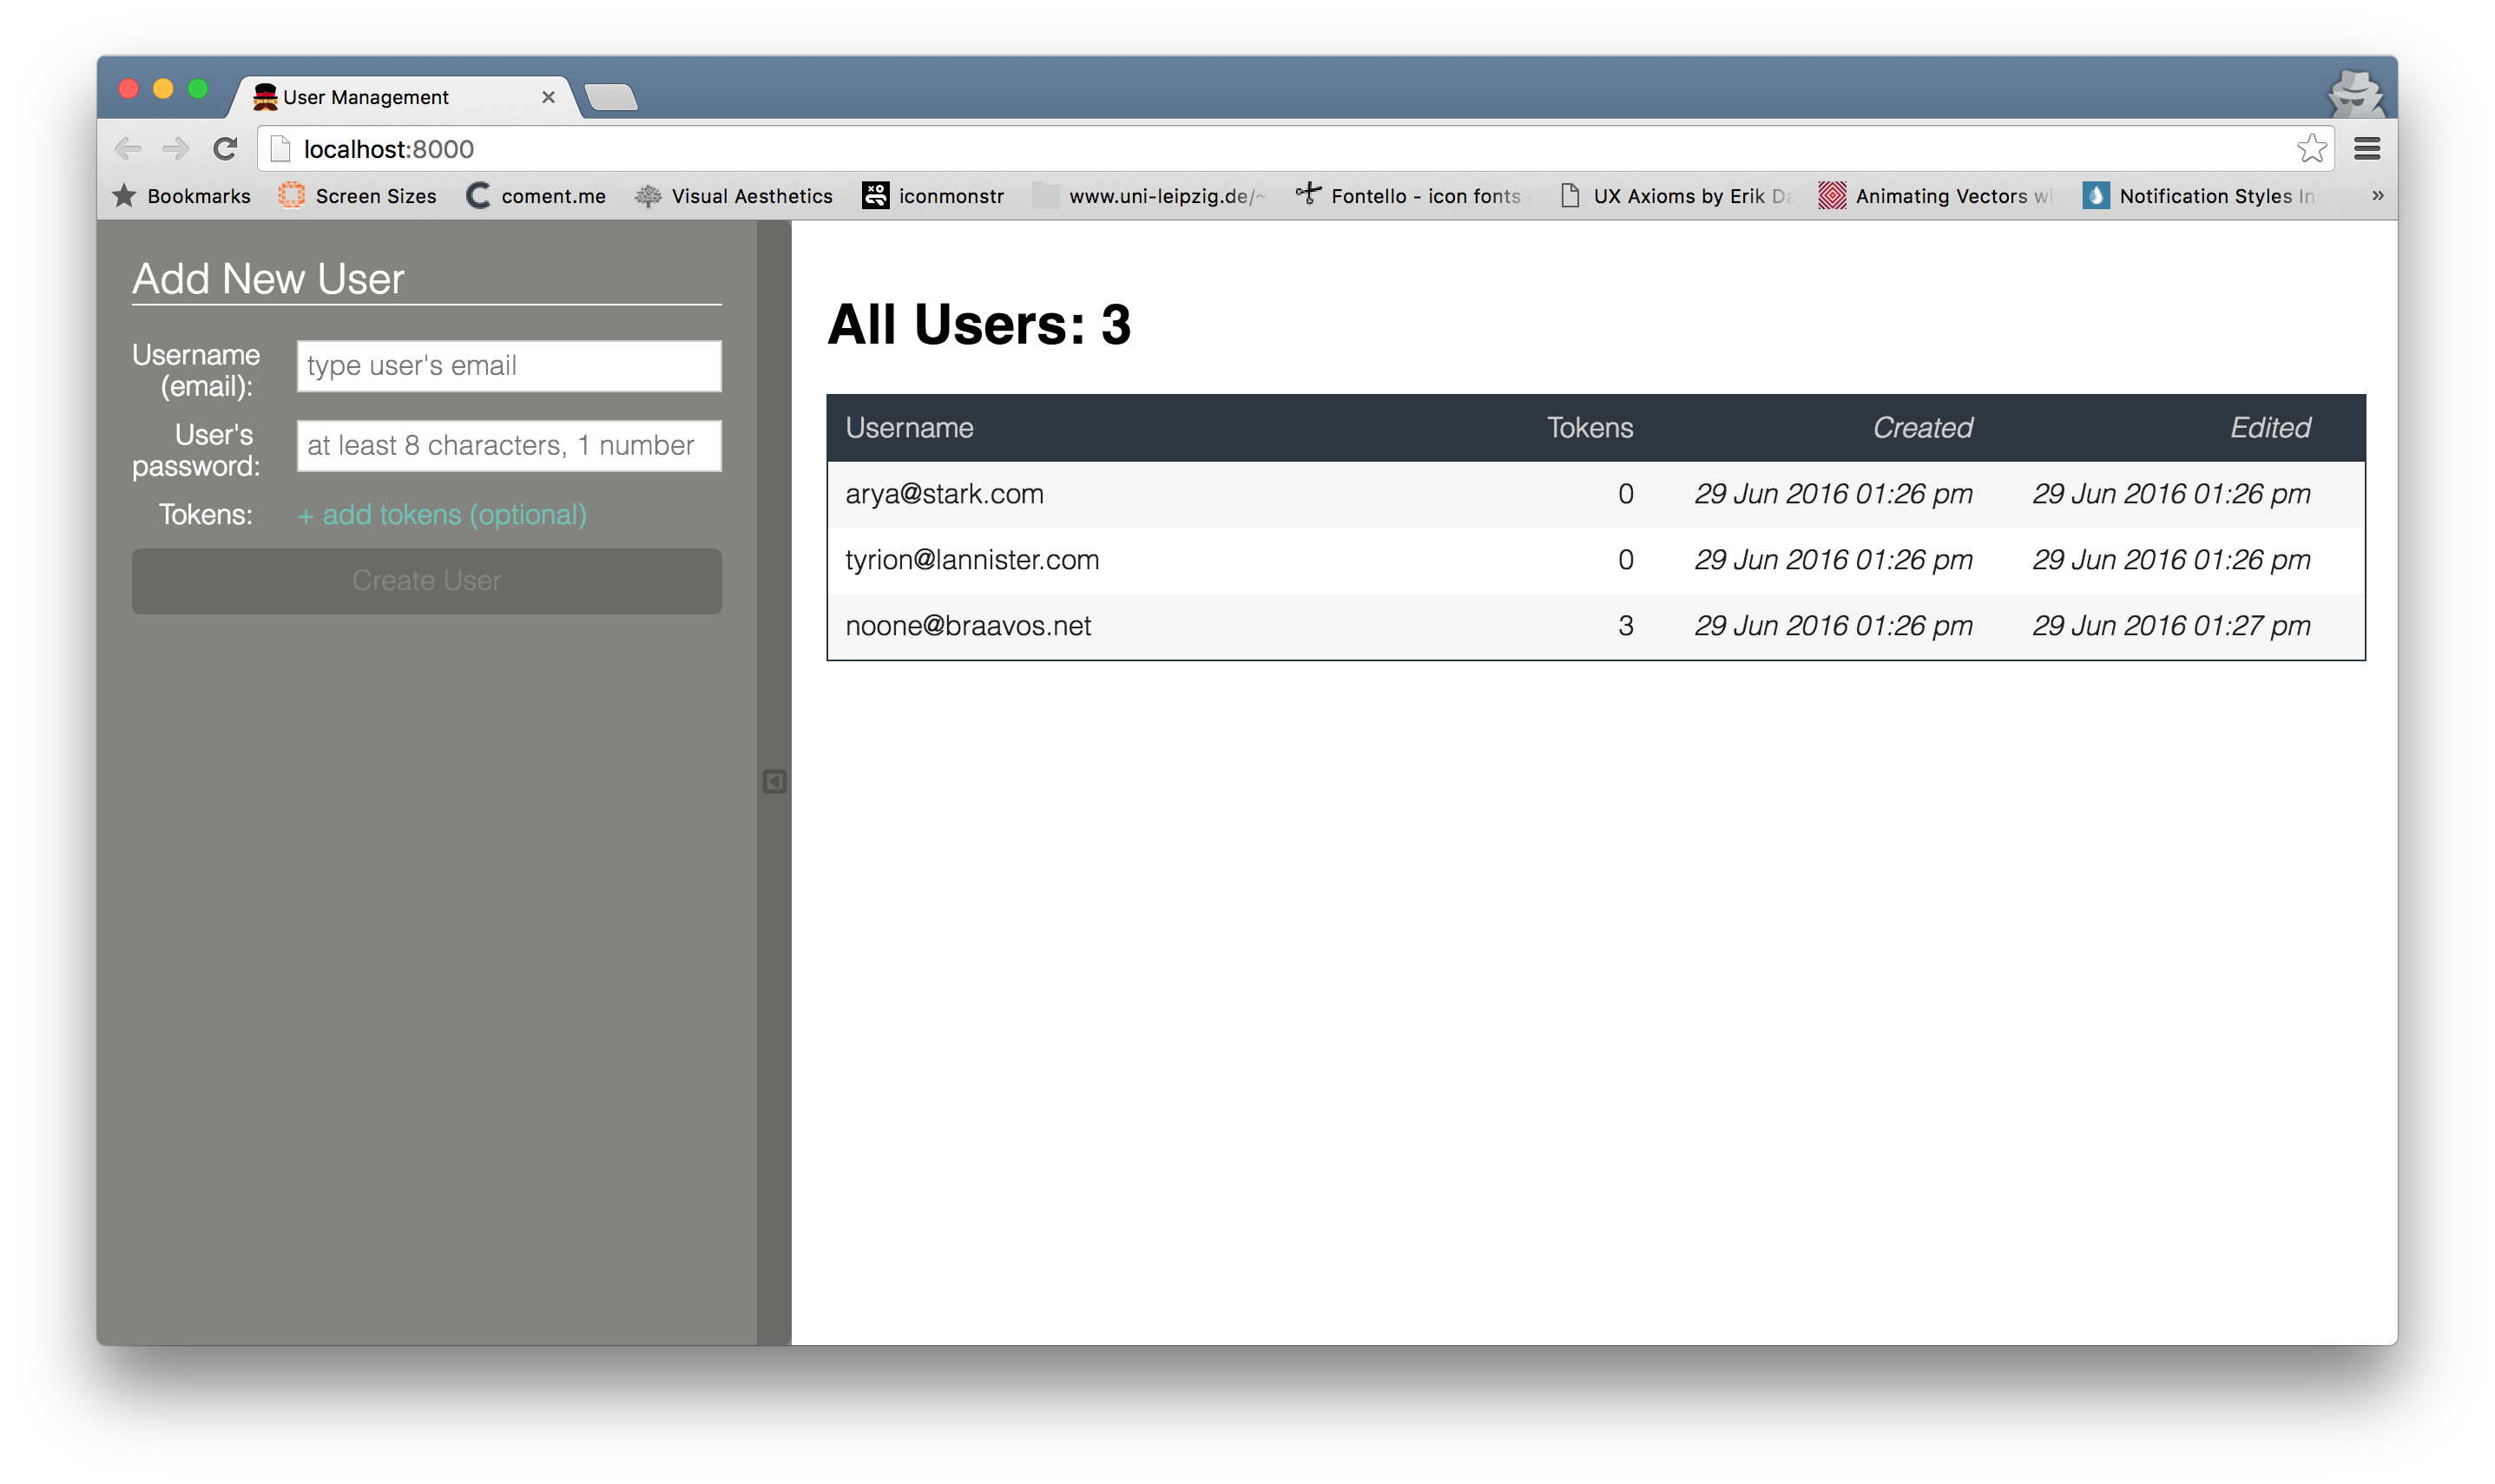 User Management
localhost:8000
Bookmarks Screen Sizes coment.me Visual Aesthetics iconmonstr www.uni-leipzig.de/~ Fontello - icon fonts UX Axioms by Erik Animating Vectors Notification Styles »
Add New User
Username
(email):
type user's email
User's
password:
at least 8 characters, 1 number
Tokens: + add tokens (optional)
Create User
All Users: 3
Username Tokens Created Edited
arya@stark.com 0 29 Jun 2016 01:26 pm 29 Jun 2016 01:26 pm
tyrion@lannister.com 0 29 Jun 2016 01:26 pm 29 Jun 2016 01:26 pm
noone@braavos.net 3 29 Jun 2016 01:26 pm 29 Jun 2016 01:27 pm